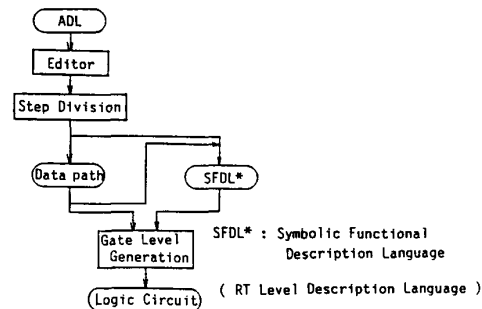 ADL
Editor
Step Division
Data path
SFDL*
Gate Level
Generation
SFDL* : Symbolic Functional
Description Language
( RT Level Description Language )
Logic Circuit